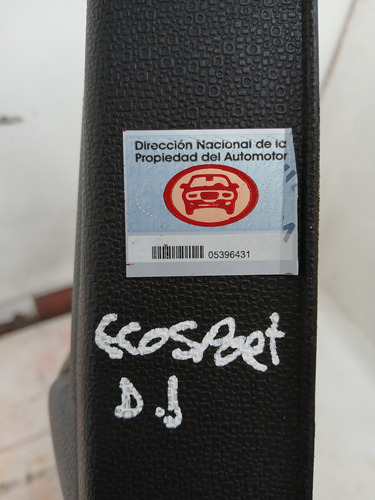 Dirección Nacional de la
Propiedad del Automotor
05396431
Ecosport
D.J